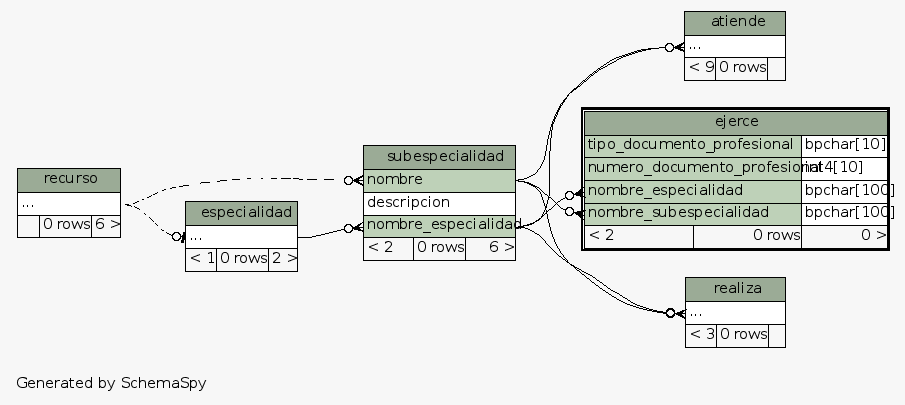 atiende
...
< 9 0 rows
ejerce
tipo_documento_profesional bpchar[10]
numero_documento_profesional int4[10]
nombre_especialidad bpchar[100]
nombre_subespecialidad bpchar[100]
< 2 0 rows 0 >
subespecialidad
nombre
descripcion
nombre_especialidad
< 2 0 rows 6 >
recurso
...
0 rows 6 >
especialidad
...
< 1 0 rows 2 >
realiza
...
< 3 0 rows
Generated by SchemaSpy